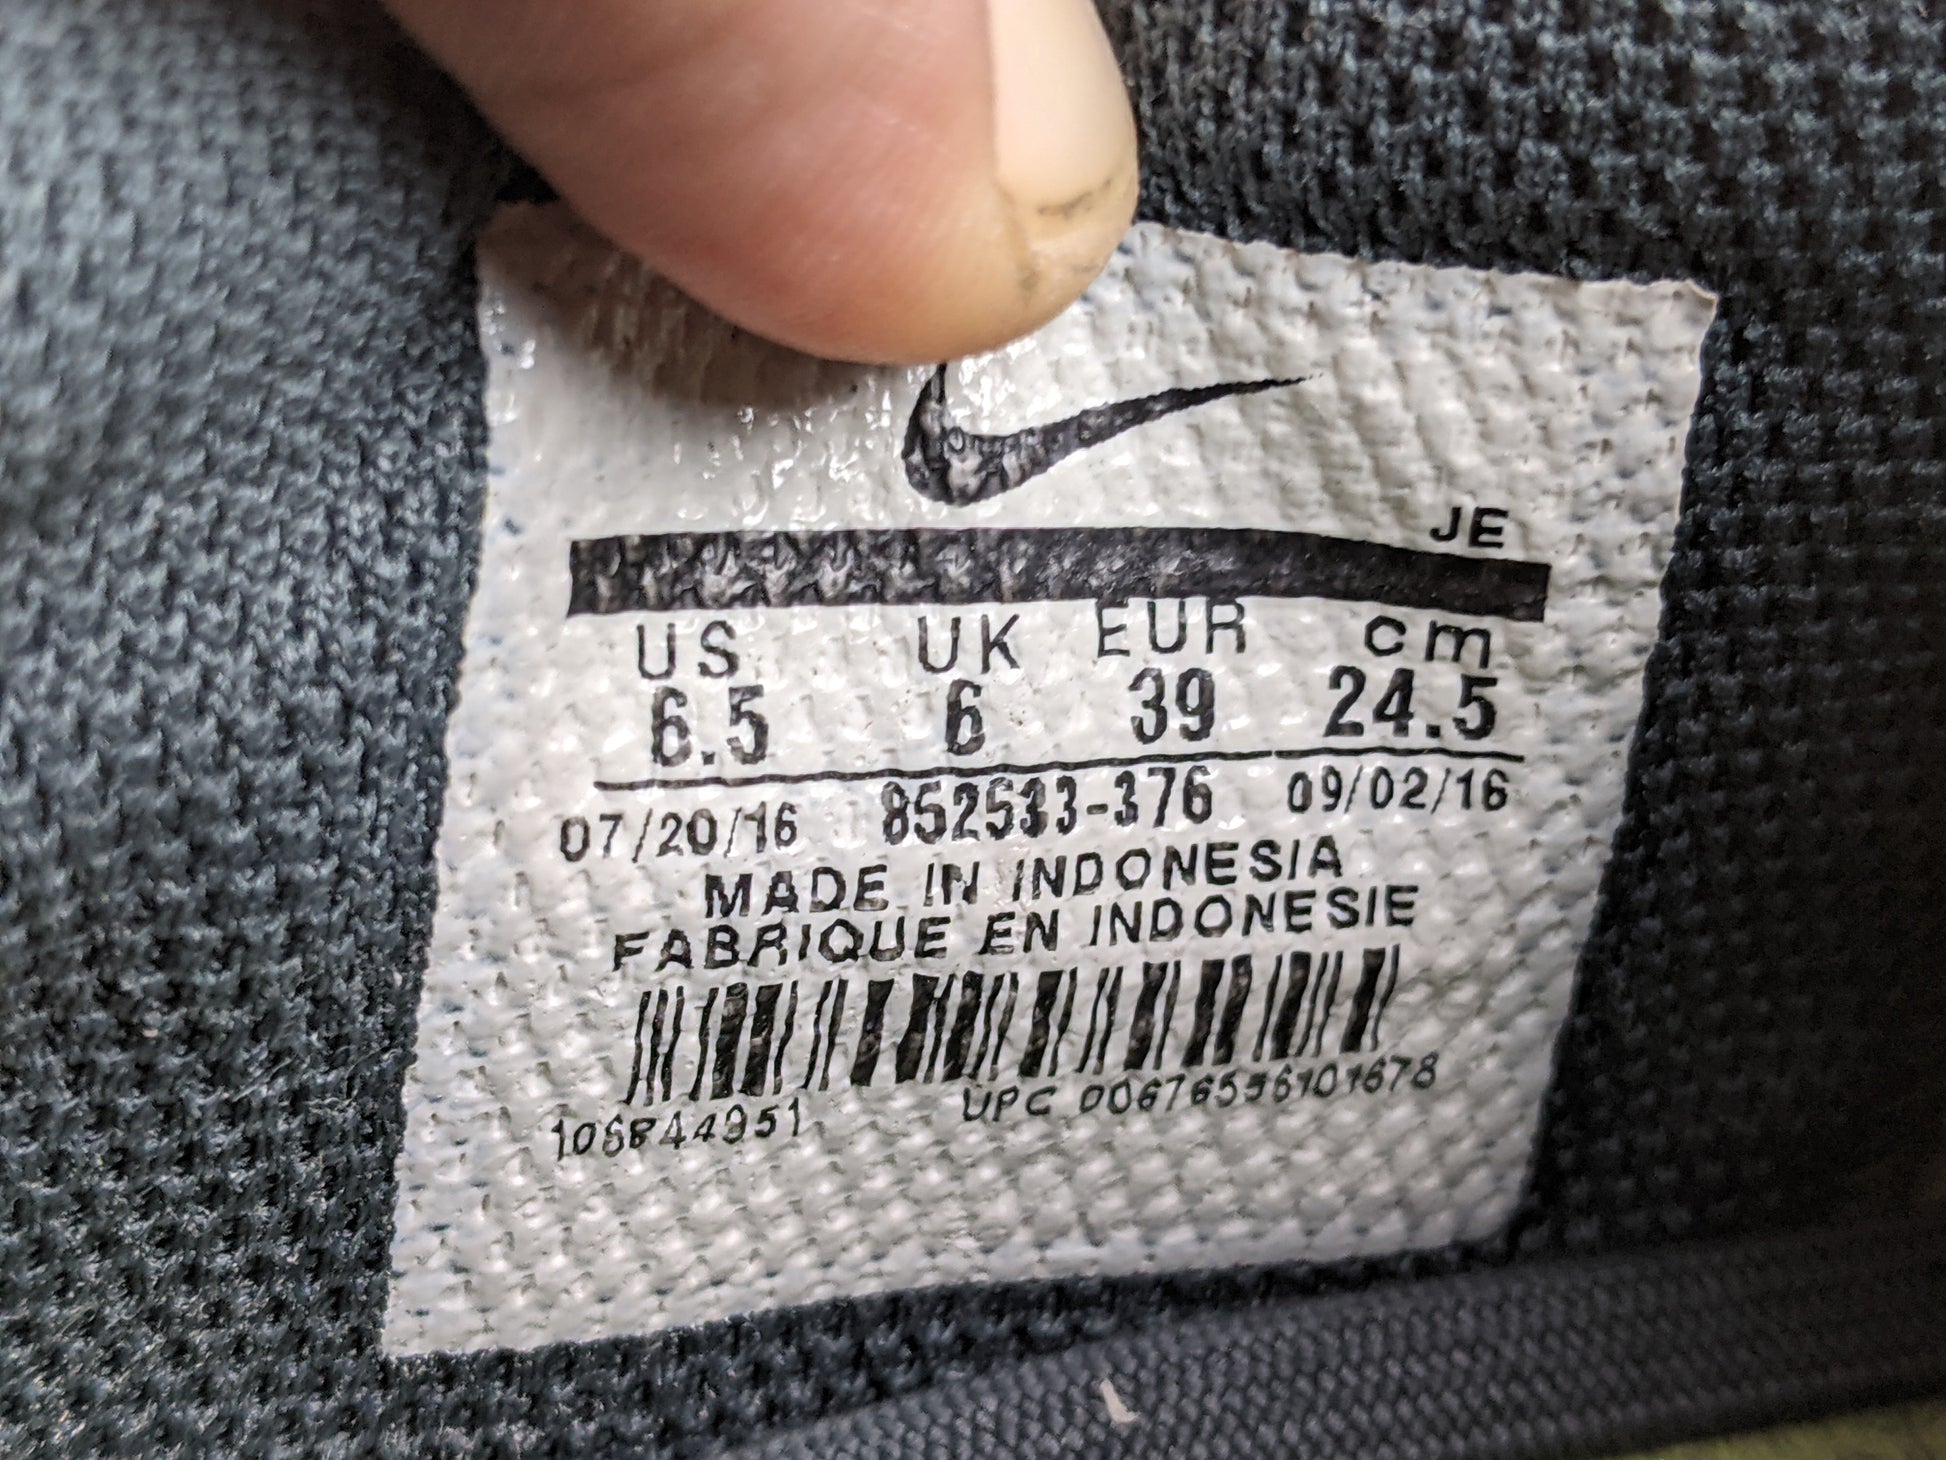 JE
US UK EUR cm
6.5 6 39 24.5
07/20/16 852533-376 09/02/16
MADE IN INDONESIA
FABRIQUE EN INDONESIE
106844951 UPC 00676556101678